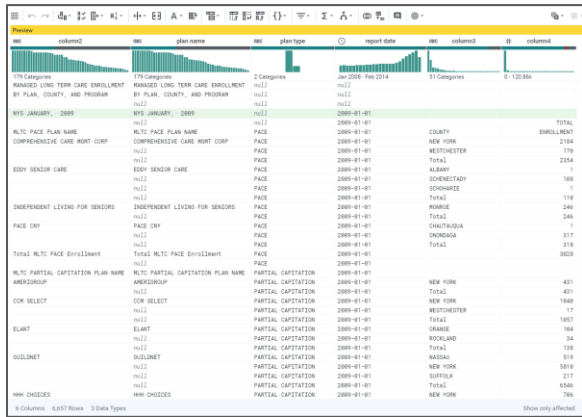 Preview
ABC column2 ABC plan name ABC plan type report date ABC column3 # column4
179 Categories 179 Categories 2 Categories Jan 2008 - Feb 2014 51 Categories 0 - 120.86k
MANAGED LONG TERM CARE ENROLLMENT MANAGED LONG TERM CARE ENROLLMENT null null
BY PLAN, COUNTY, AND PROGRAM BY PLAN, COUNTY, AND PROGRAM null null
null null null
NYS JANUARY, 2009 NYS JANUARY, 2009 null 2009-01-01
null null 2009-01-01 TOTAL
MLTC PACE PLAN NAME MLTC PACE PLAN NAME PACE 2009-01-01 COUNTY ENROLLMENT
COMPREHENSIVE CARE MGMT CORP COMPREHENSIVE CARE MGMT CORP PACE 2009-01-01 NEW YORK 2184
null PACE 2009-01-01 WESTCHESTER 170
null PACE 2009-01-01 Total 2354
EDDY SENIOR CARE EDDY SENIOR CARE PACE 2009-01-01 ALBANY 1
null PACE 2009-01-01 SCHENECTADY 108
null PACE 2009-01-01 SCHOHARIE 1
null PACE 2009-01-01 Total 110
INDEPENDENT LIVING FOR SENIORS INDEPENDENT LIVING FOR SENIORS PACE 2009-01-01 MONROE 246
null PACE 2009-01-01 Total 246
PACE CNY PACE CNY PACE 2009-01-01 CHAUTAUQUA 1
null PACE 2009-01-01 ONONDAGA 317
null PACE 2009-01-01 Total 318
Total MLTC PACE Enrollment Total MLTC PACE Enrollment PACE 2009-01-01 3028
null PACE 2009-01-01
MLTC PARTIAL CAPITATION PLAN NAME MLTC PARTIAL CAPITATION PLAN NAME PARTIAL CAPITATION 2009-01-01
AMERIGROUP AMERIGROUP PARTIAL CAPITATION 2009-01-01 NEW YORK 431
null PARTIAL CAPITATION 2009-01-01 Total 431
CCM SELECT CCM SELECT PARTIAL CAPITATION 2009-01-01 NEW YORK 1040
null PARTIAL CAPITATION 2009-01-01 WESTCHESTER 17
null PARTIAL CAPITATION 2009-01-01 Total 1057
ELANT ELANT PARTIAL CAPITATION 2009-01-01 ORANGE 104
null PARTIAL CAPITATION 2009-01-01 ROCKLAND 34
null PARTIAL CAPITATION 2009-01-01 Total 138
GUILDNET GUILDNET PARTIAL CAPITATION 2009-01-01 NASSAU 519
null PARTIAL CAPITATION 2009-01-01 NEW YORK 5810
null PARTIAL CAPITATION 2009-01-01 SUFFOLK 217
null PARTIAL CAPITATION 2009-01-01 Total 6546
HHH CHOICES HHH CHOICES PARTIAL CAPITATION 2009-01-01 NEW YORK 706
6 Columns 6,657 Rows 3 Data Types Show only affected